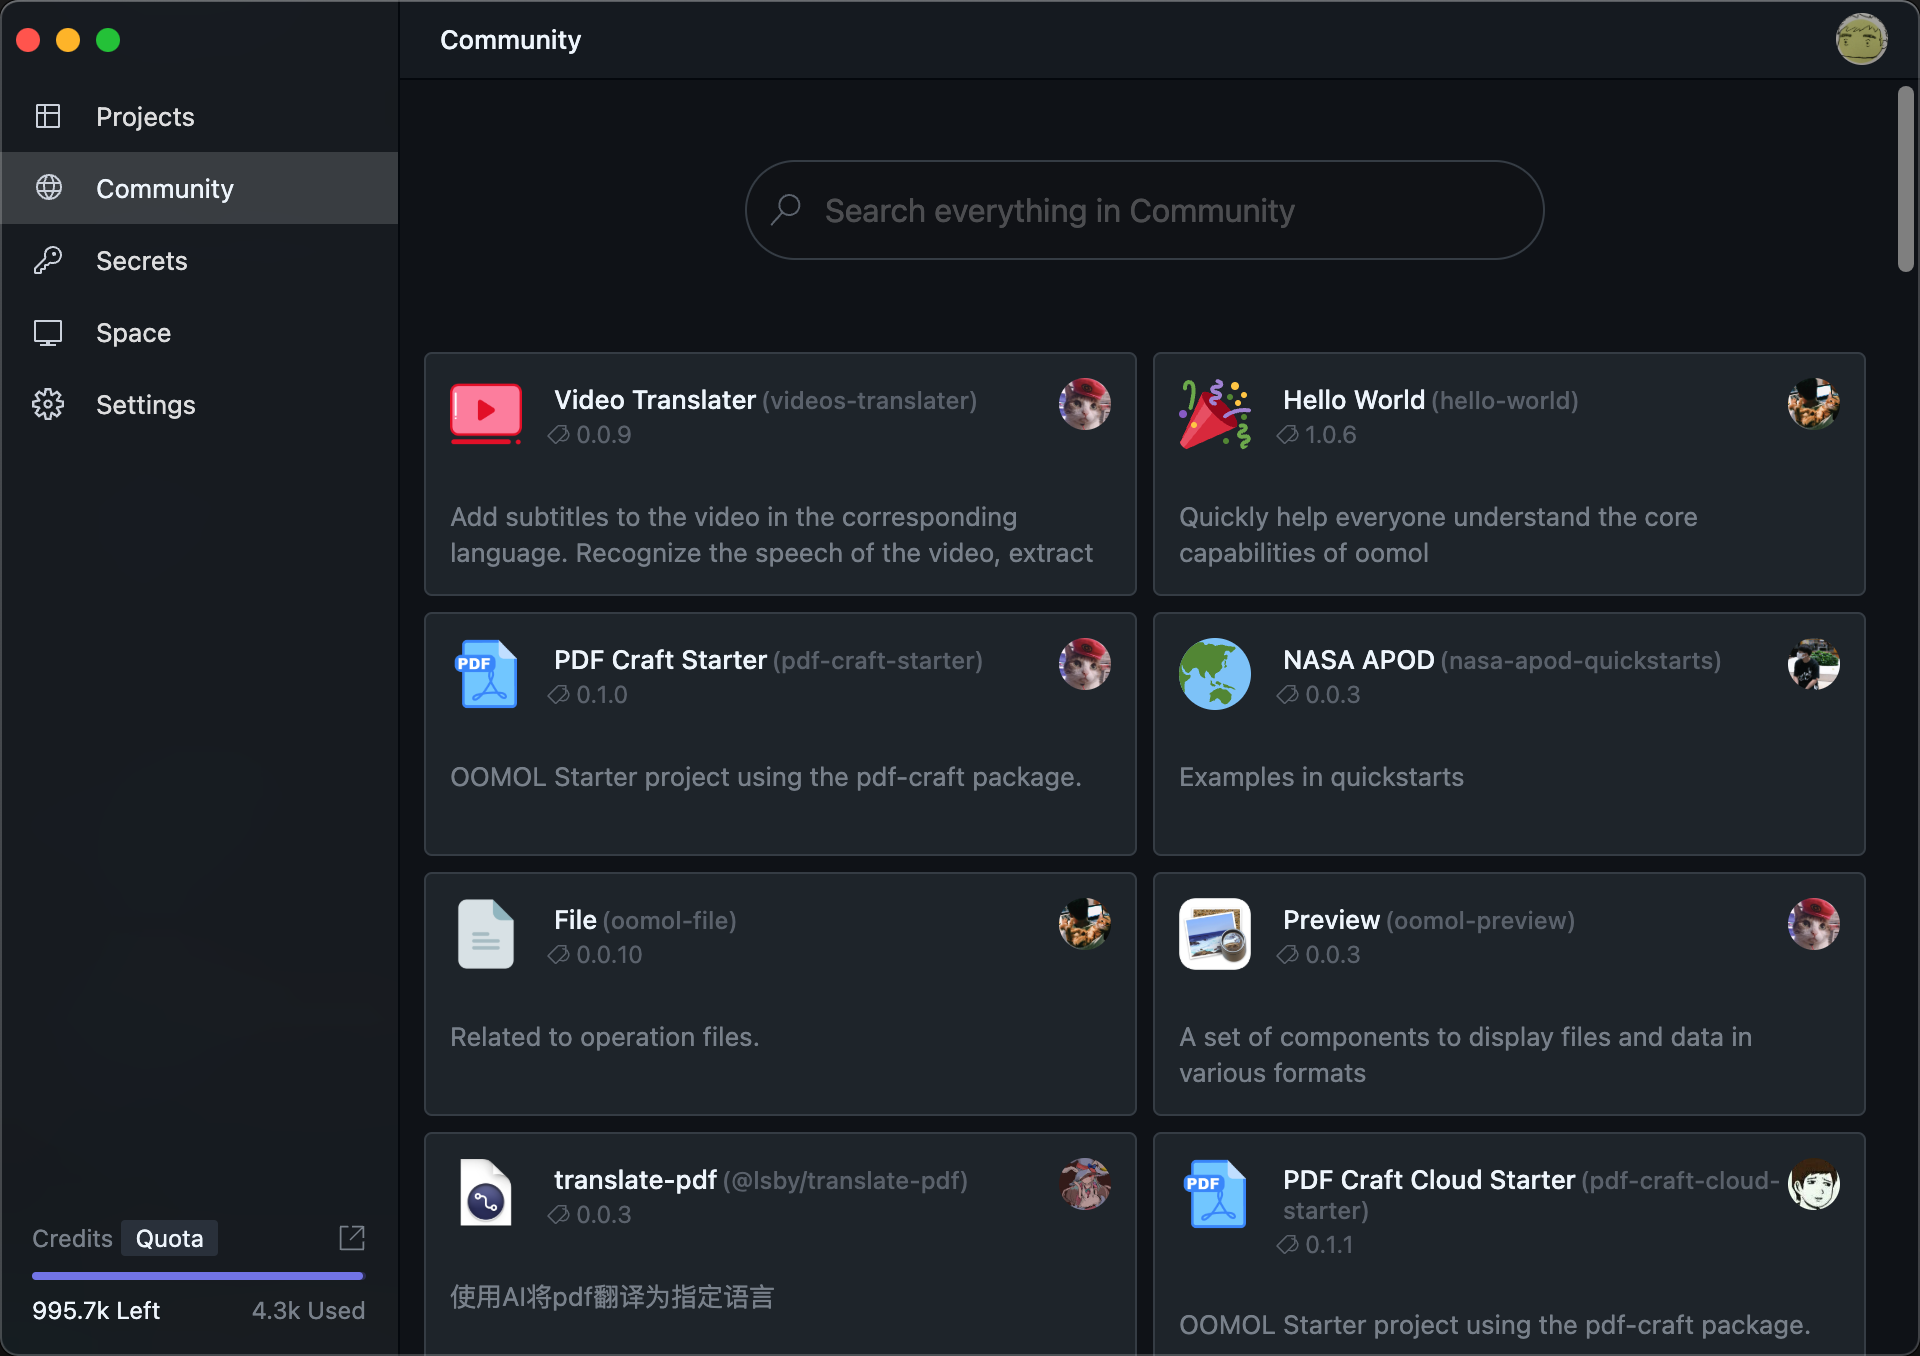 Community
Projects
Community
Secrets
Space
Settings
Search everything in Community
Video Translater (videos-translater)
0.0.9
Add subtitles to the video in the corresponding
language. Recognize the speech of the video, extract
Hello World (hello-world)
1.0.6
Quickly help everyone understand the core
capabilities of oomol
PDF
PDF Craft Starter (pdf-craft-starter)
0.1.0
OOMOL Starter project using the pdf-craft package.
NASA APOD (nasa-apod-quickstarts)
0.0.3
Examples in quickstarts
File (oomol-file)
0.0.10
Related to operation files.
Preview (oomol-preview)
0.0.3
A set of components to display files and data in
various formats
translate-pdf (@lsby/translate-pdf)
0.0.3
使用AI将pdf翻译为指定语言
PDF
PDF Craft Cloud Starter (pdf-craft-cloud-
starter)
0.1.1
OOMOL Starter project using the pdf-craft package.
Credits Quota
995.7k Left 4.3k Used